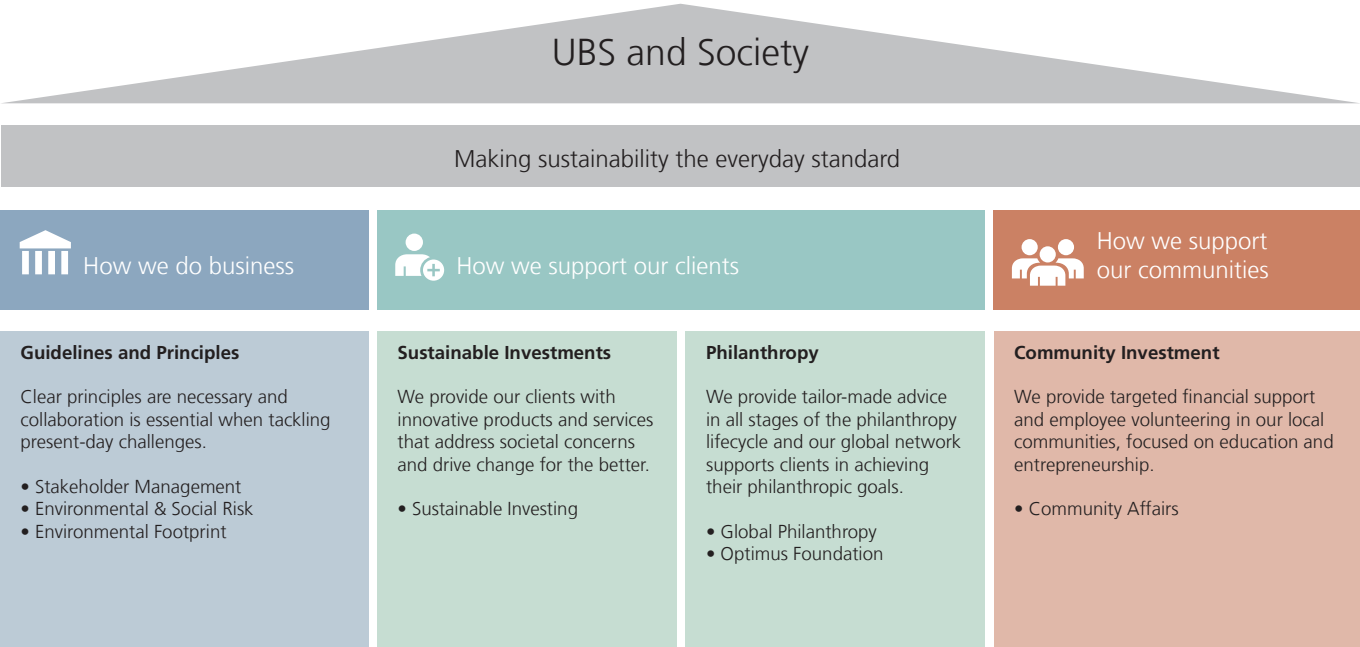 UBS and Society
Making sustainability the everyday standard
How we do business
How we support our clients
How we support
our communities
Guidelines and Principles
Clear principles are necessary and
collaboration is essential when tackling
present-day challenges.
• Stakeholder Management
• Environmental & Social Risk
• Environmental Footprint
Sustainable Investments
We provide our clients with
innovative products and services
that address societal concerns
and drive change for the better.
• Sustainable Investing
Philanthropy
We provide tailor-made advice
in all stages of the philanthropy
lifecycle and our global network
supports clients in achieving
their philanthropic goals.
• Global Philanthropy
• Optimus Foundation
Community Investment
We provide targeted financial support
and employee volunteering in our local
communities, focused on education and
entrepreneurship.
• Community Affairs